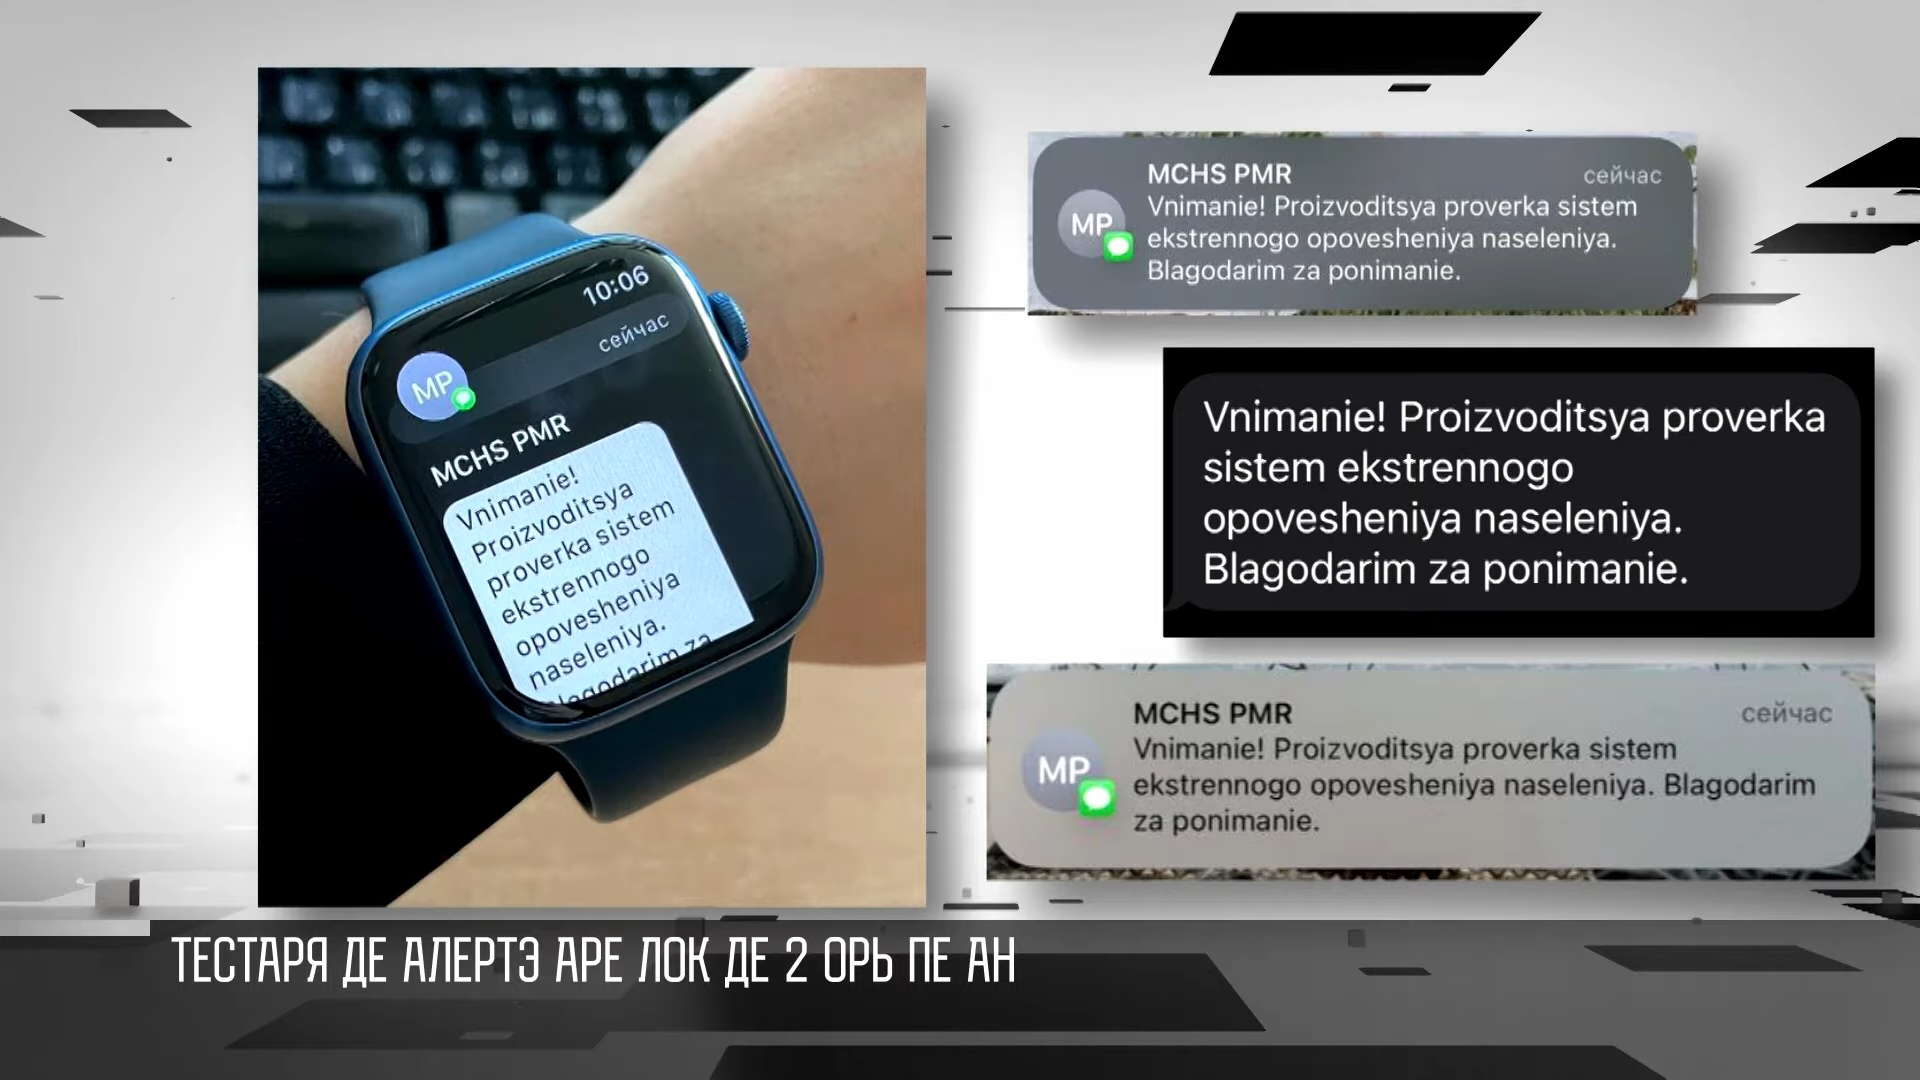 10:06
сейчас
MP
MCHS PMR
Vnimanie!
Proizvoditsya
proverka sistem
ekstrennogo
opovesheniya
naseleniya.
Blagodarim za
MCHS PMR
сейчас
MP
Vnimanie! Proizvoditsya proverka sistem
ekstrennogo opovesheniya naseleniya.
Blagodarim za ponimanie.
Vnimanie! Proizvoditsya proverka
sistem ekstrennogo
opovesheniya naseleniya.
Blagodarim za ponimanie.
MCHS PMR
сейчас
MP
Vnimanie! Proizvoditsya proverka sistem
ekstrennogo opovesheniya naseleniya. Blagodarim
za ponimanie.
ТЕСТАРЯ ДЕ АЛЕРТЭ АРЕ ЛОК ДЕ 2 ОРЬ ПЕ АН